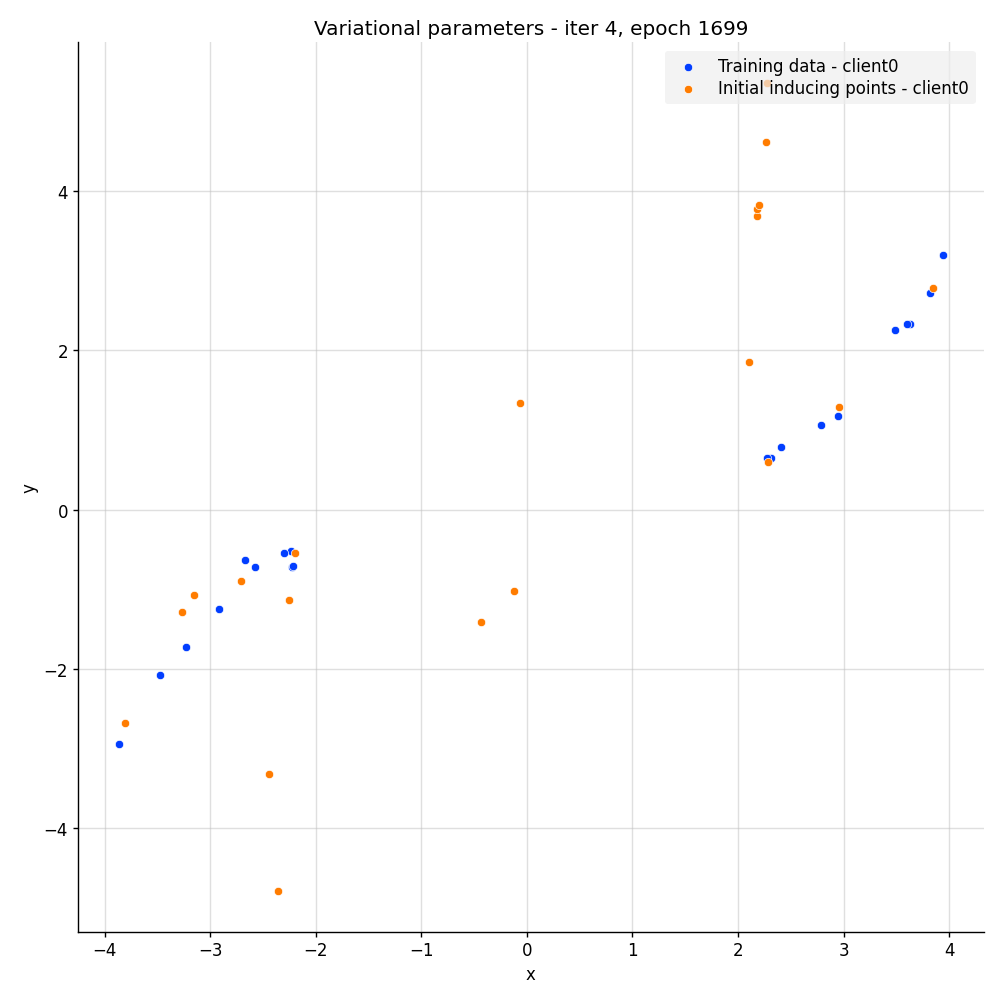 Variational parameters - iter 4, epoch 1699
Training data - client0
Initial inducing points - client0
y
4
2
0
−2
−4
−4
−3
−2
−1
0
1
2
3
4
x